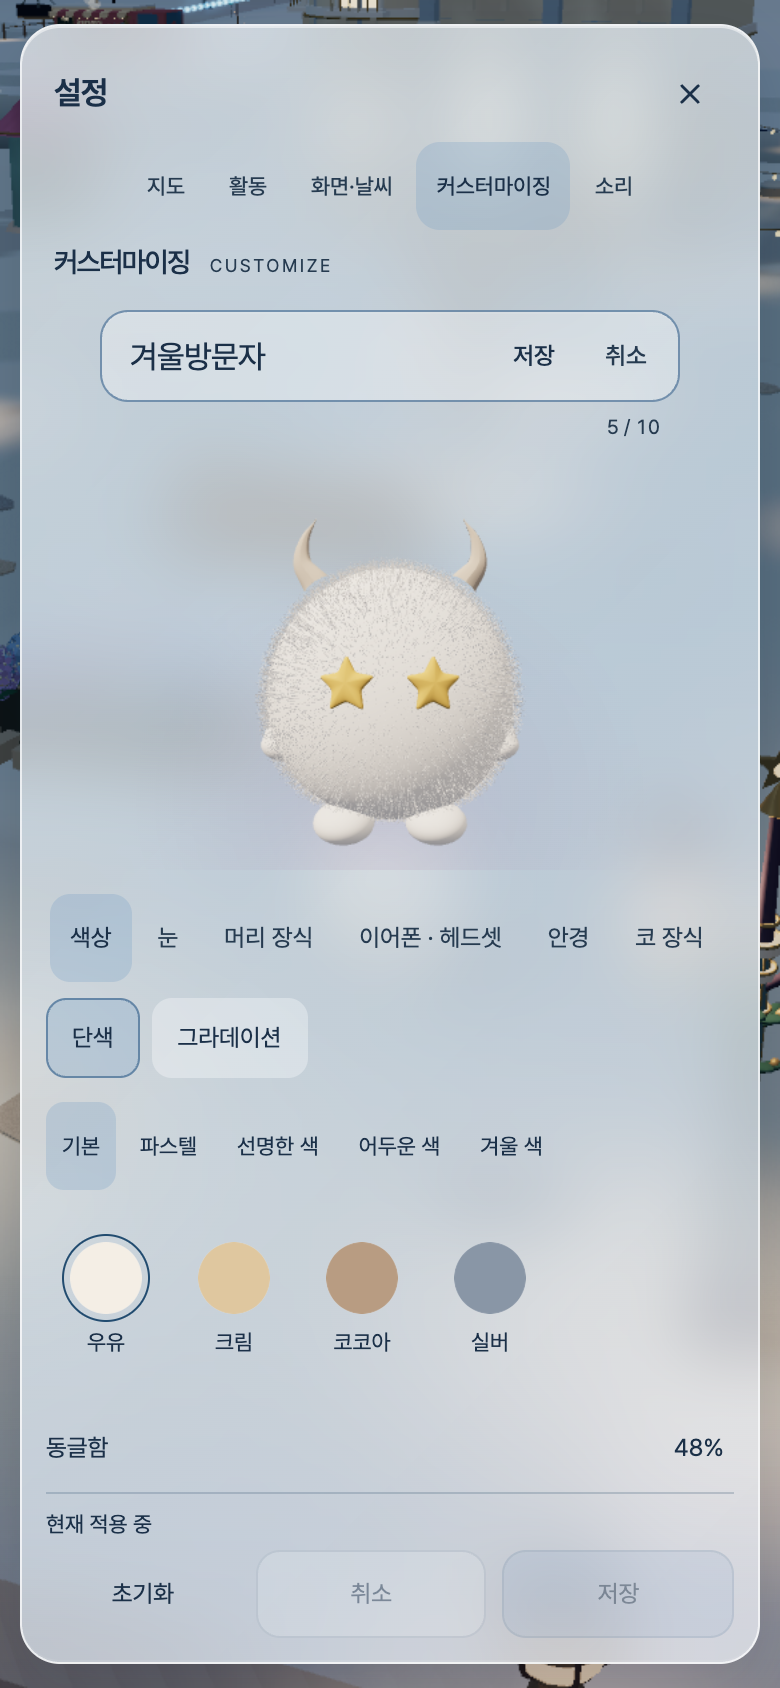 설정
지도 활동 화면·날씨 커스터마이징 소리
커스터마이징 CUSTOMIZE
겨울방문자 저장 취소
5 / 10
색상 눈 머리 장식 이어폰 · 헤드셋 안경 코 장식
단색 그라데이션
기본 파스텔 선명한 색 어두운 색 겨울 색
우유 크림 코코아 실버
동글함 48%
현재 적용 중
초기화 취소 저장